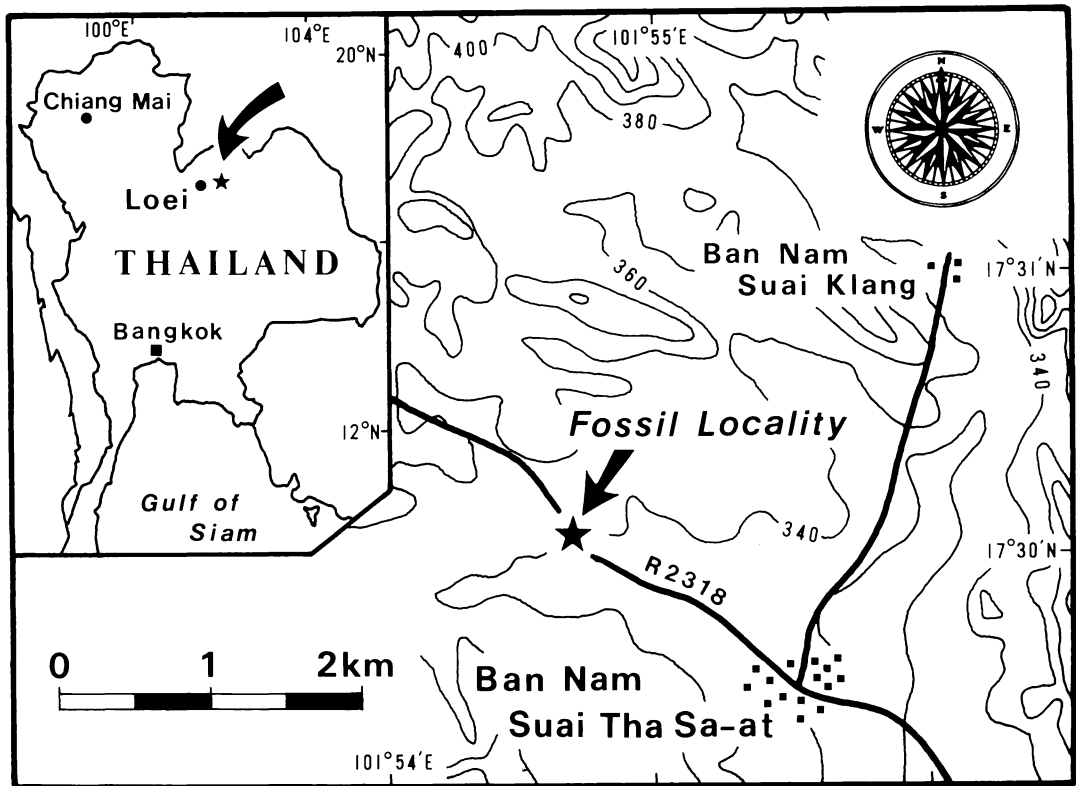 100°E
104°E
20°N
Chiang Mai
Loei
THAILAND
Bangkok
12°N
Gulf of
Siam
400
101°55′E
380
N
W
E
S
360
Ban Nam
Suai Klang
17°31′N
340
Fossil Locality
340
17°30′N
R2318
0 1 2km
Ban Nam
Suai Tha Sa-at
101°54′E